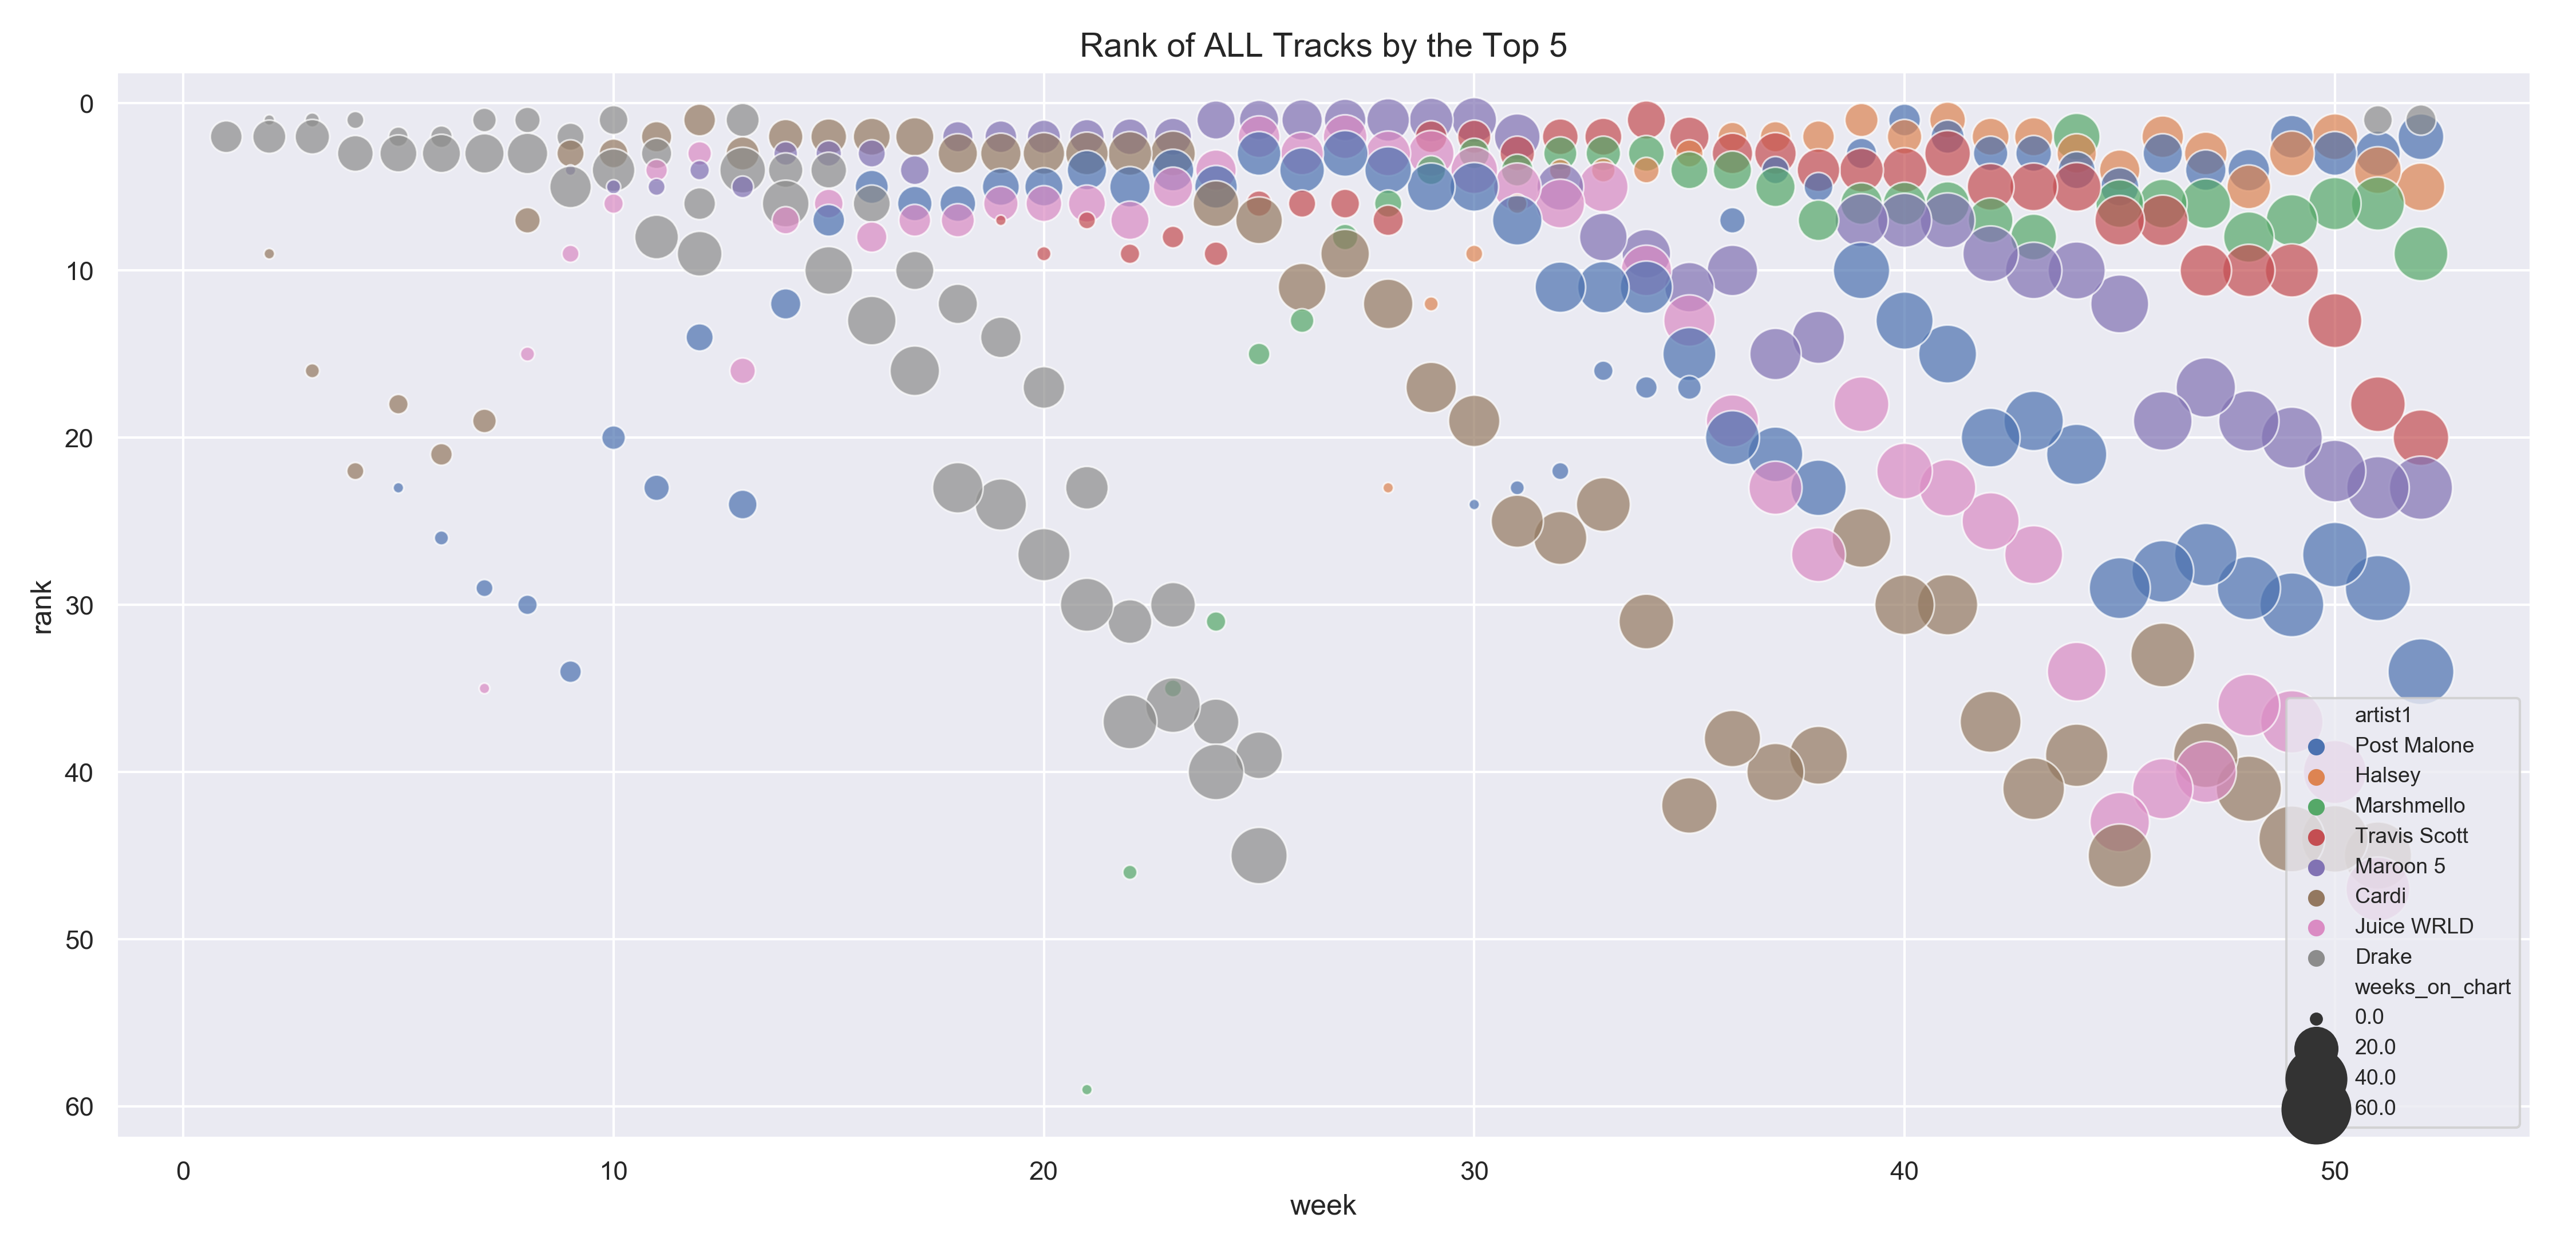 Rank of ALL Tracks by the Top 5
0
10
20
30
40
50
60
rank
artist1
Post Malone
Halsey
Marshmello
Travis Scott
Maroon 5
Cardi
Juice WRLD
Drake
weeks_on_chart
0.0
20.0
40.0
60.0
0 10 20 30 40 50
week